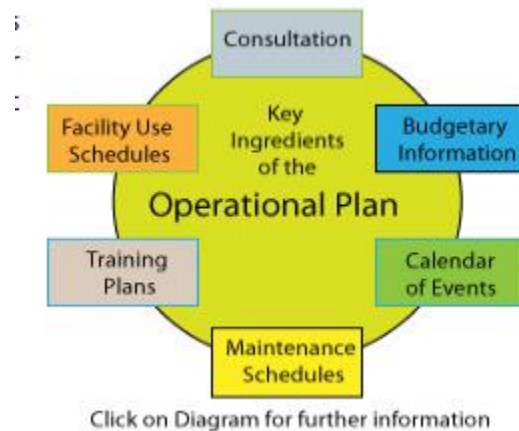 Consultation
Key
Ingredients
of the
Operational Plan
Facility Use
Schedules
Budgetary
Information
Training
Plans
Calendar
of Events
Maintenance
Schedules
Click on Diagram for further information